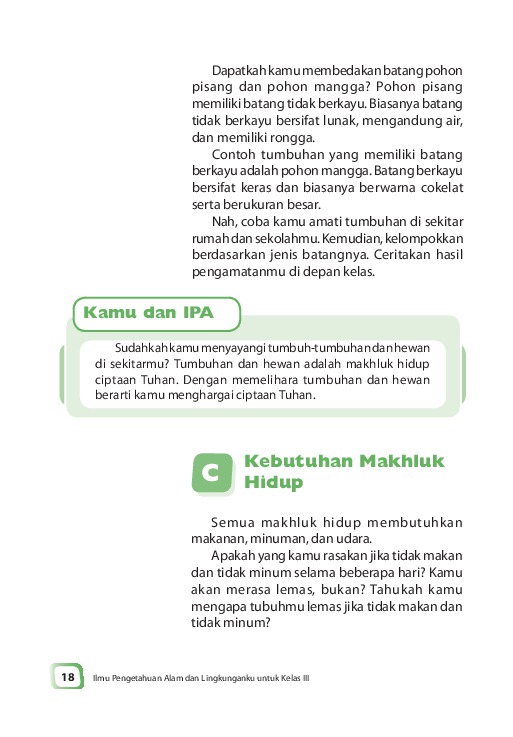 Dapatkah kamu membedakan batang pohon
pisang dan pohon mangga? Pohon pisang
memiliki batang tidak berkayu. Biasanya batang
tidak berkayu bersifat lunak, mengandung air,
dan memiliki rongga.
Contoh tumbuhan yang memiliki batang
berkayu adalah pohon mangga. Batang berkayu
bersifat keras dan biasanya berwarna cokelat
serta berukuran besar.
Nah, coba kamu amati tumbuhan di sekitar
rumah dan sekolahmu. Kemudian, kelompokkan
berdasarkan jenis batangnya. Ceritakan hasil
pengamatanmu di depan kelas.
Kamu dan IPA
Sudahkah kamu menyayangi tumbuh-tumbuhan dan hewan
di sekitarmu? Tumbuhan dan hewan adalah makhluk hidup
ciptaan Tuhan. Dengan memelihara tumbuhan dan hewan
berarti kamu menghargai ciptaan Tuhan.
C
Kebutuhan Makhluk
Hidup
Semua makhluk hidup membutuhkan
makanan, minuman, dan udara.
Apakah yang kamu rasakan jika tidak makan
dan tidak minum selama beberapa hari? Kamu
akan merasa lemas, bukan? Tahukah kamu
mengapa tubuhmu lemas jika tidak makan dan
tidak minum?
18 Ilmu Pengetahuan Alam dan Lingkunganku untuk Kelas III